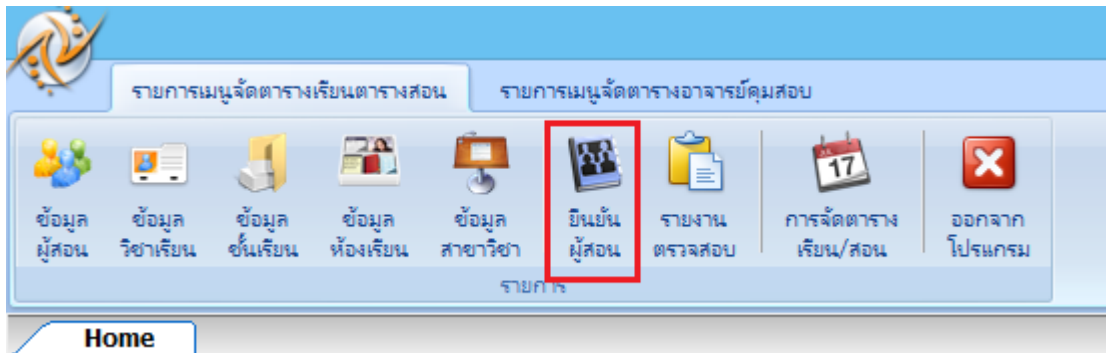 รายการเมนูจัดตารางเรียนตารางสอน รายการเมนูจัดตารางอาจารย์คุมสอบ
17
ข้อมูล ข้อมูล ข้อมูล ข้อมูล ข้อมูล ยืนยัน รายงาน การจัดตาราง ออกจาก
ผู้สอน วิชาเรียน ชั้นเรียน ห้องเรียน สาขาวิชา ผู้สอน ตรวจสอบ เรียน/สอน โปรแกรม
รายการ
Home